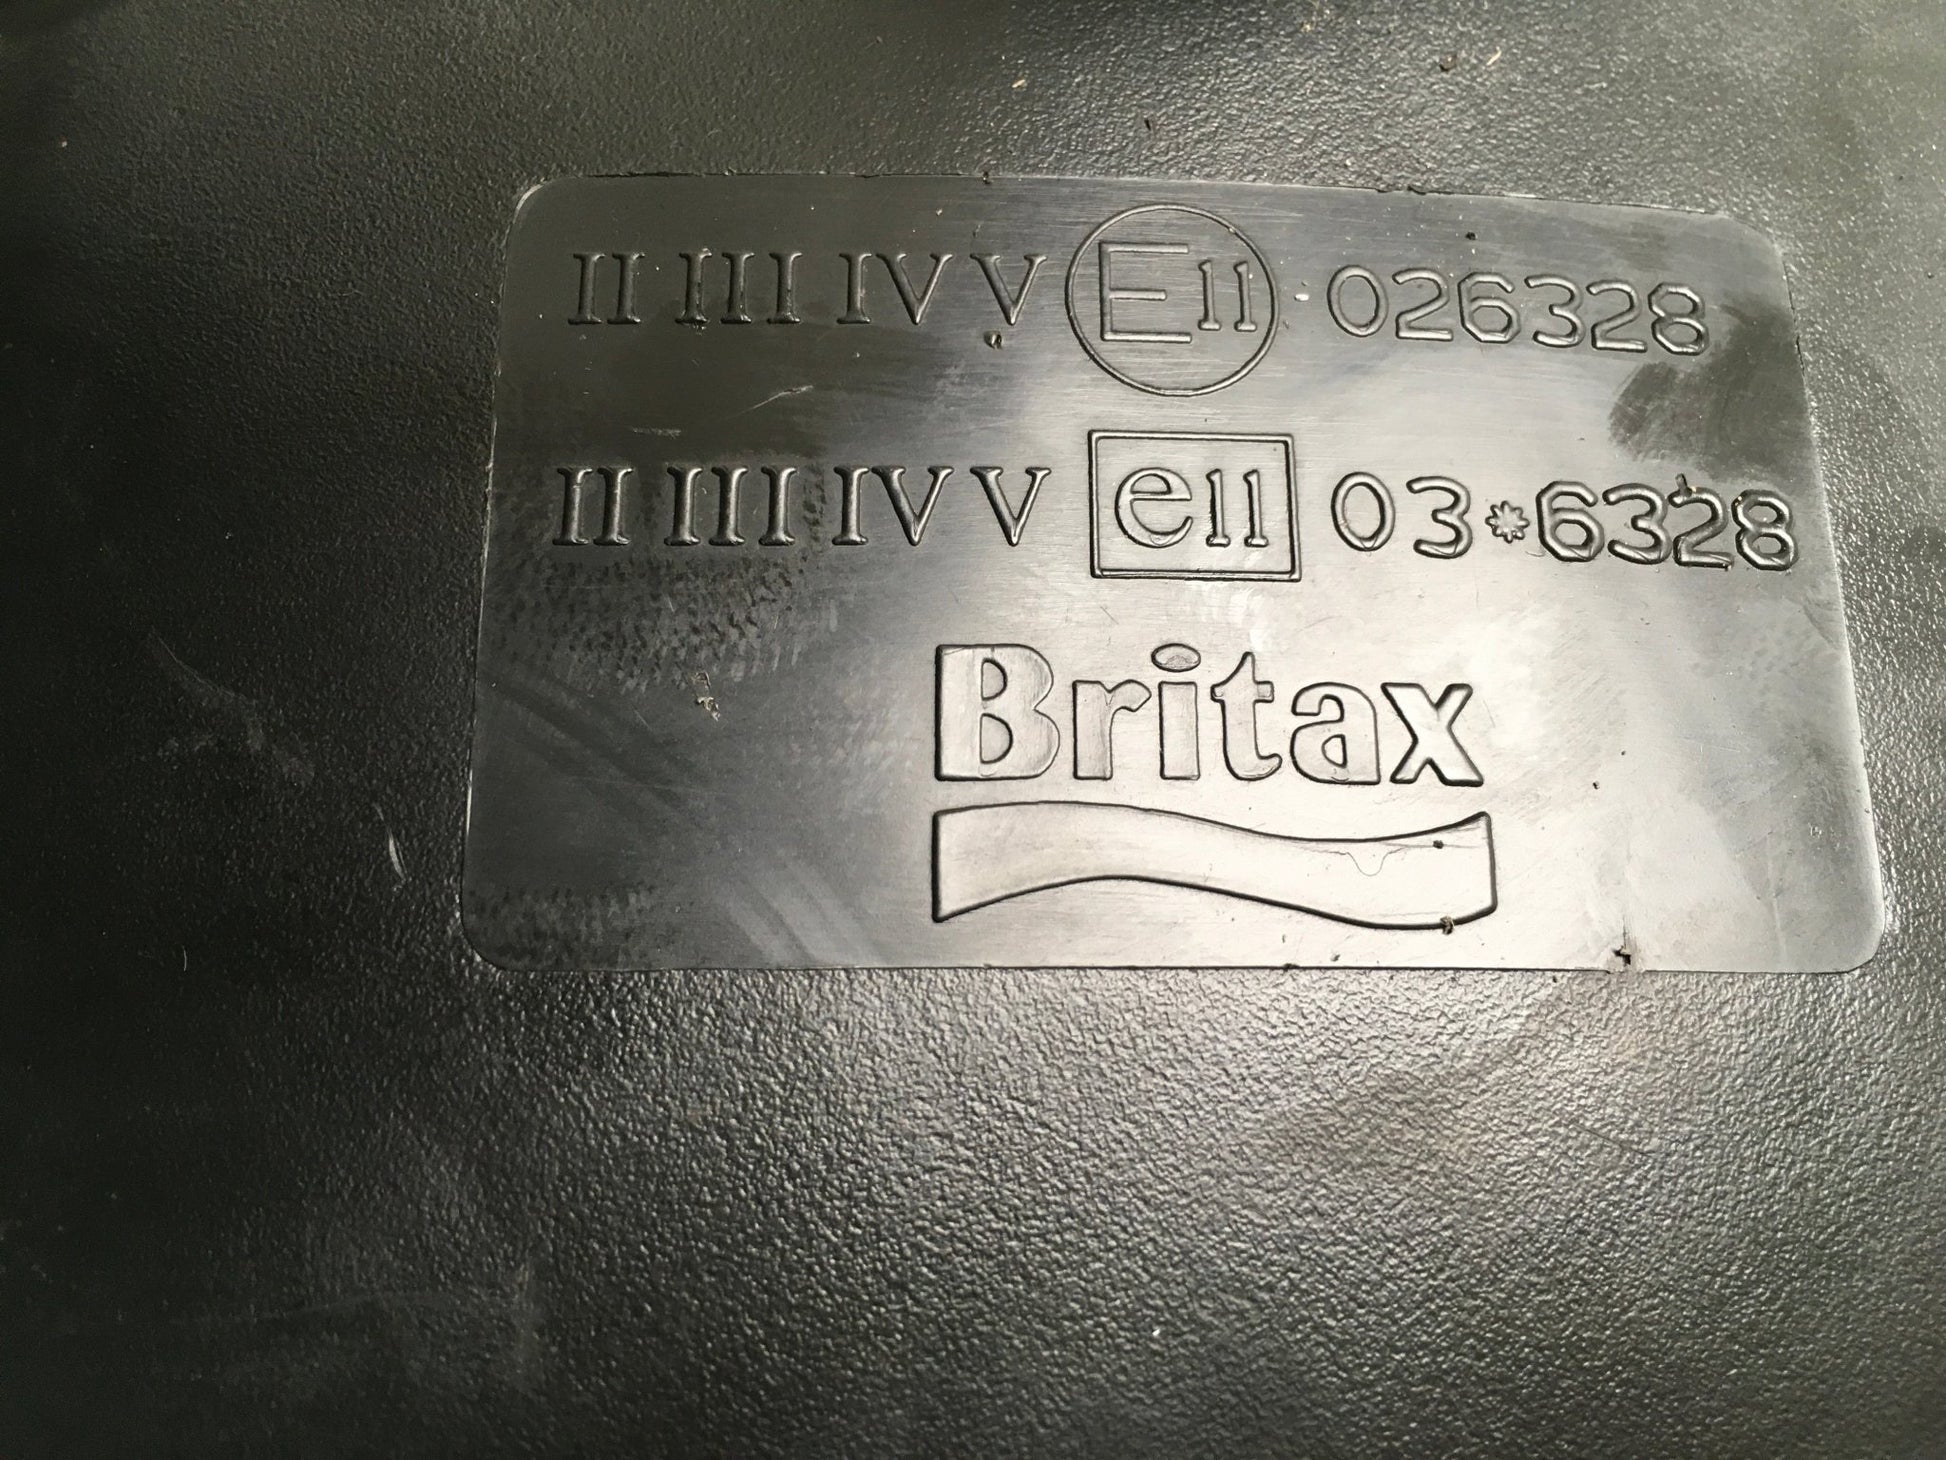 II III IV V E11 026328
II III IV V e11 03*6328
Britax